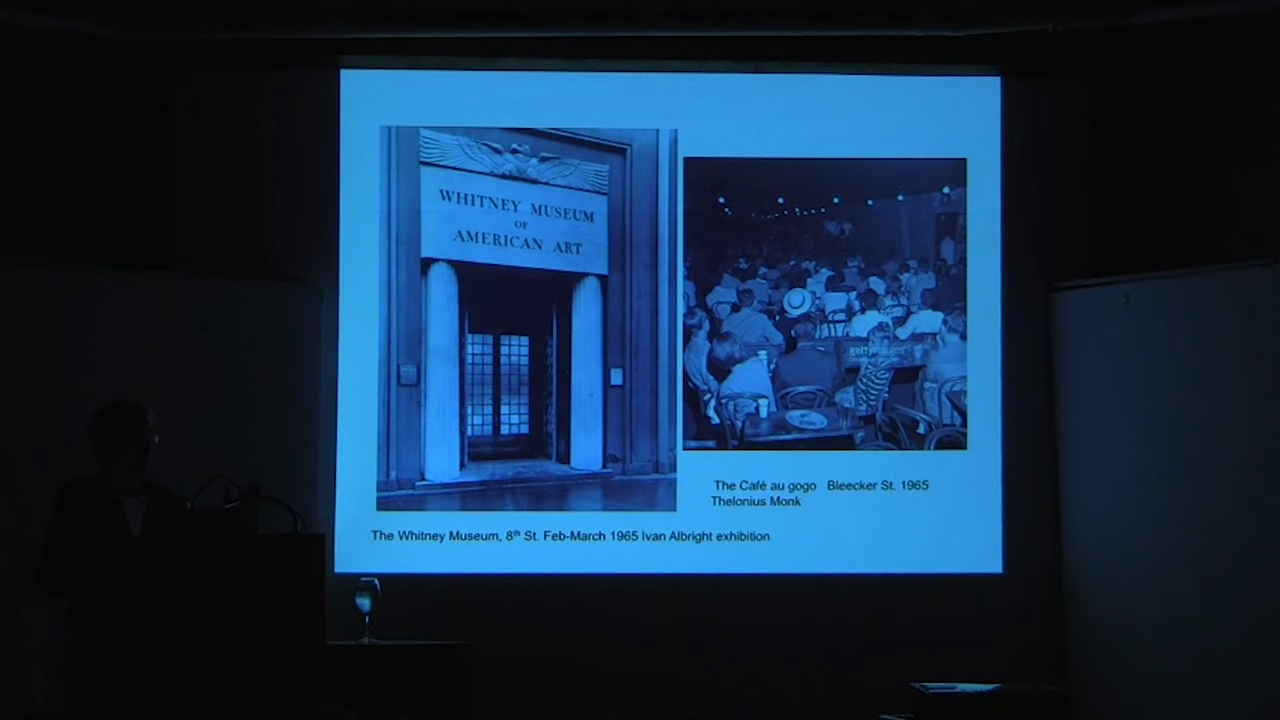 WHITNEY MUSEUM
OF
AMERICAN ART
gettyimages
The Café au gogo Bleecker St. 1965
Thelonius Monk
The Whitney Museum, 8th St. Feb-March 1965 Ivan Albright exhibition